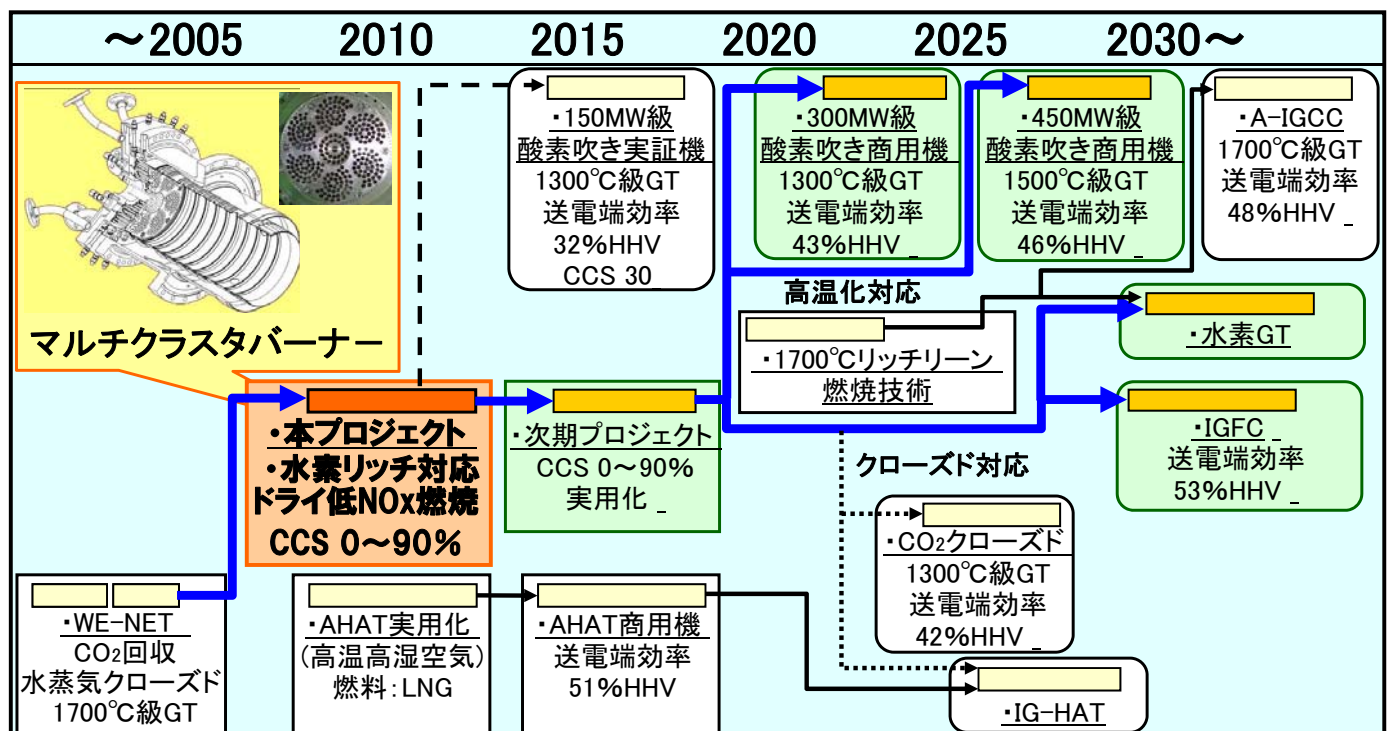 ～2005 2010 2015 2020 2025 2030～
マルチクラスタバーナー
・150MW級
酸素吹き実証機
1300℃級GT
送電端効率
32%HHV
CCS 30_
・300MW級
酸素吹き商用機
1300℃級GT
送電端効率
43%HHV _
・450MW級
酸素吹き商用機
1500℃級GT
送電端効率
46%HHV _
・A-IGCC
1700℃級GT
送電端効率
48%HHV _
高温化対応
・1700℃リッチリーン
燃焼技術
・水素GT
・本プロジェクト
・水素リッチ対応
ドライ低NOx燃焼
CCS 0～90%
・次期プロジェクト
CCS 0～90%
実用化 _
・IGFC _
送電端効率
53%HHV _
クローズド対応
・CO₂クローズド
1300℃級GT
送電端効率
42%HHV _
・WE-NET
CO₂回収
水蒸気クローズド
1700℃級GT
・AHAT実用化
(高温高湿空気)
燃料：LNG
・AHAT商用機
送電端効率
51%HHV
・IG-HAT